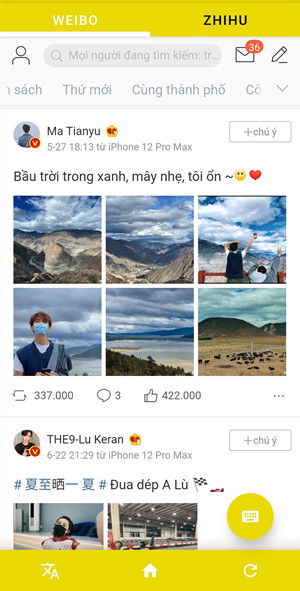 WEIBO
ZHIHU
36
Mọi người đang tìm kiếm: tr...
n sách
Thứ mới
Cùng thành phố
Cô
Ma Tianyu
5-27 18:13 từ iPhone 12 Pro Max
+chú ý
Bầu trời trong xanh, mây nhẹ, tôi ổn ~😶❤️
337.000
3
422.000
THE9-Lu Keran
6-22 21:29 từ iPhone 12 Pro Max
+chú ý
# 夏至晒一 夏 # Đua dép A Lù 🏁 🏎️